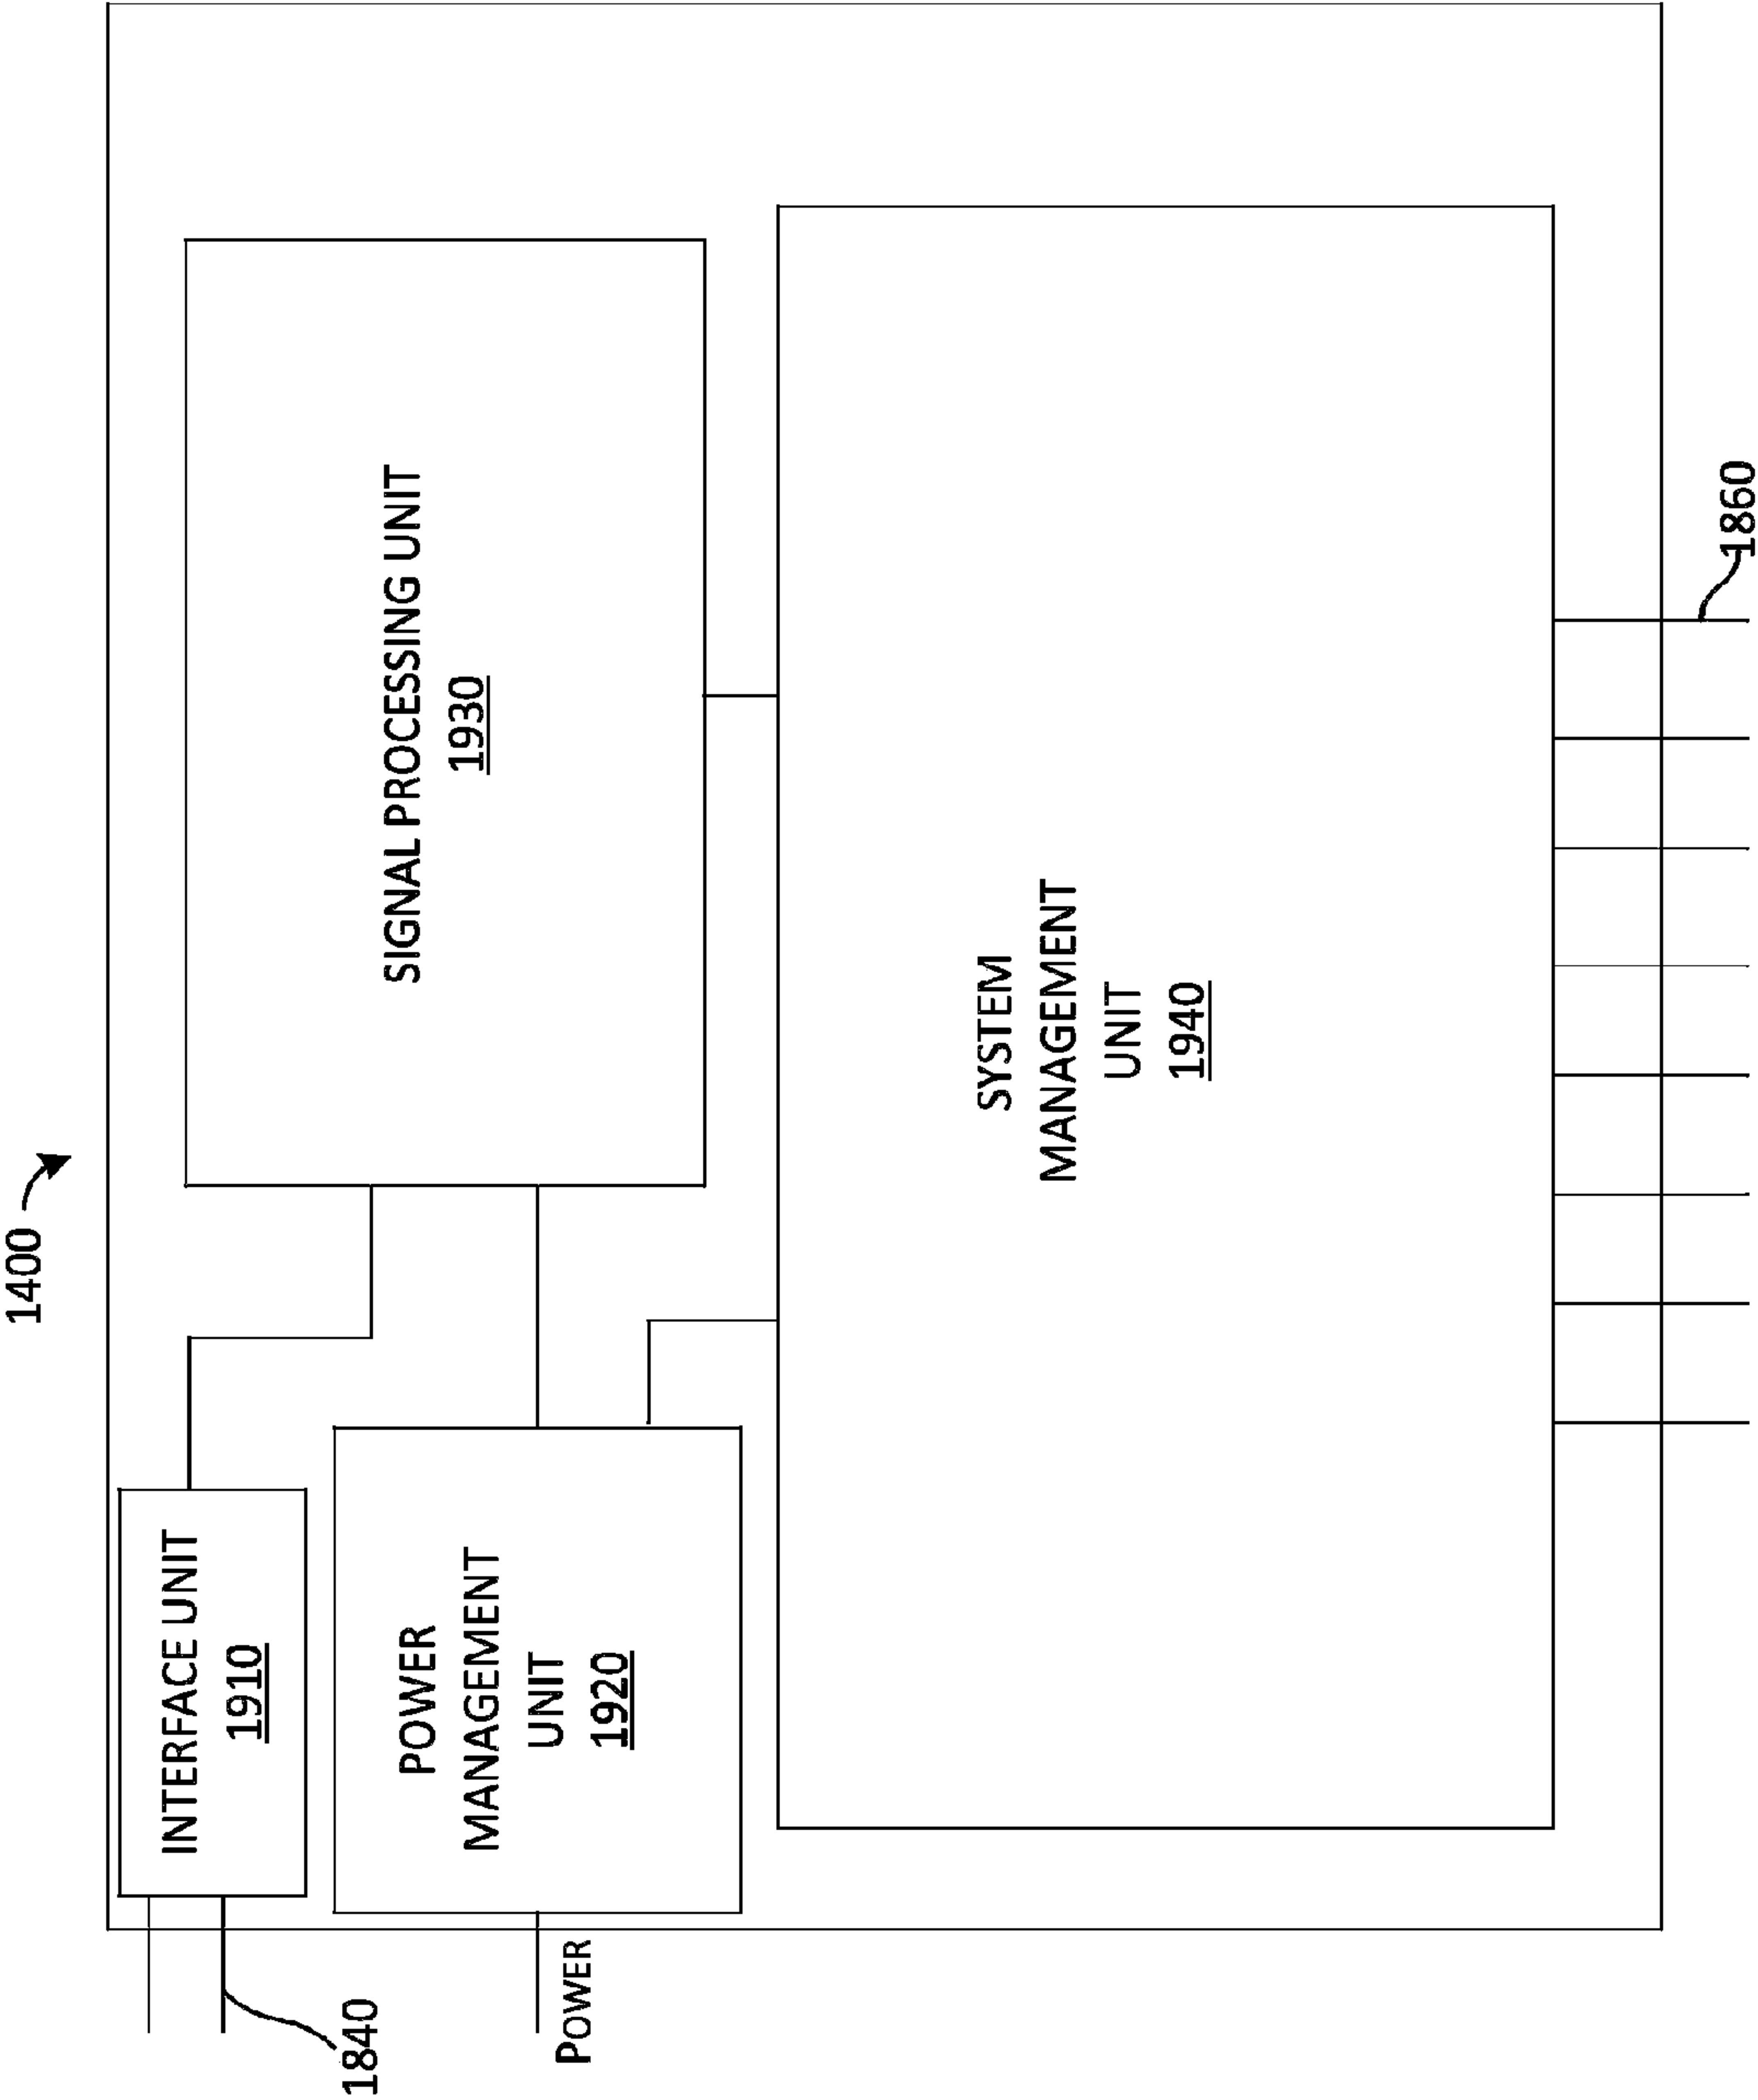 1400
INTERFACE UNIT
1910
SIGNAL PROCESSING UNIT
1930
1840
POWER
MANAGEMENT
UNIT
1920
POWER
SYSTEM
MANAGEMENT
UNIT
1940
1860